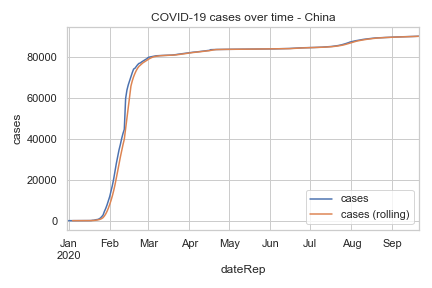 COVID-19 cases over time - China
cases
80000
60000
40000
20000
0
cases
cases (rolling)
Jan Feb Mar Apr May Jun Jul Aug Sep
2020
dateRep